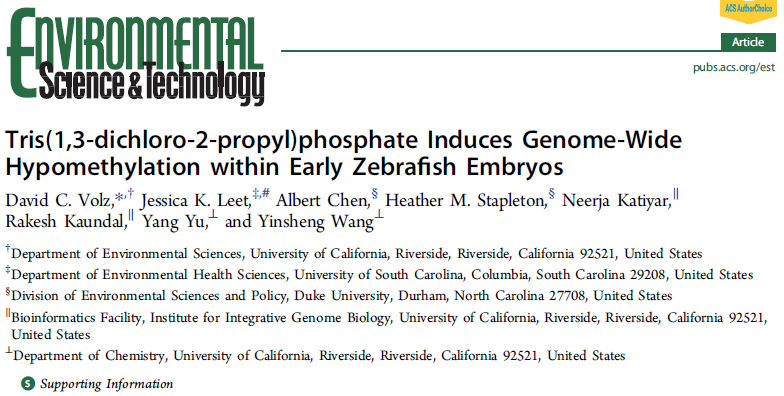 ENVIRONMENTAL
Science & Technology
ACS AuthorChoice
Article
pubs.acs.org/est
Tris(1,3-dichloro-2-propyl)phosphate Induces Genome-Wide
Hypomethylation within Early Zebrafish Embryos
David C. Volz,*,† Jessica K. Leet,‡,# Albert Chen,§ Heather M. Stapleton,§ Neerja Katiyar,∥
Rakesh Kaundal,∥ Yang Yu,⊥ and Yinsheng Wang⊥
†Department of Environmental Sciences, University of California, Riverside, Riverside, California 92521, United States
‡Department of Environmental Health Sciences, University of South Carolina, Columbia, South Carolina 29208, United States
§Division of Environmental Sciences and Policy, Duke University, Durham, North Carolina 27708, United States
∥Bioinformatics Facility, Institute for Integrative Genome Biology, University of California, Riverside, Riverside, California 92521,
United States
⊥Department of Chemistry, University of California, Riverside, Riverside, California 92521, United States
S Supporting Information